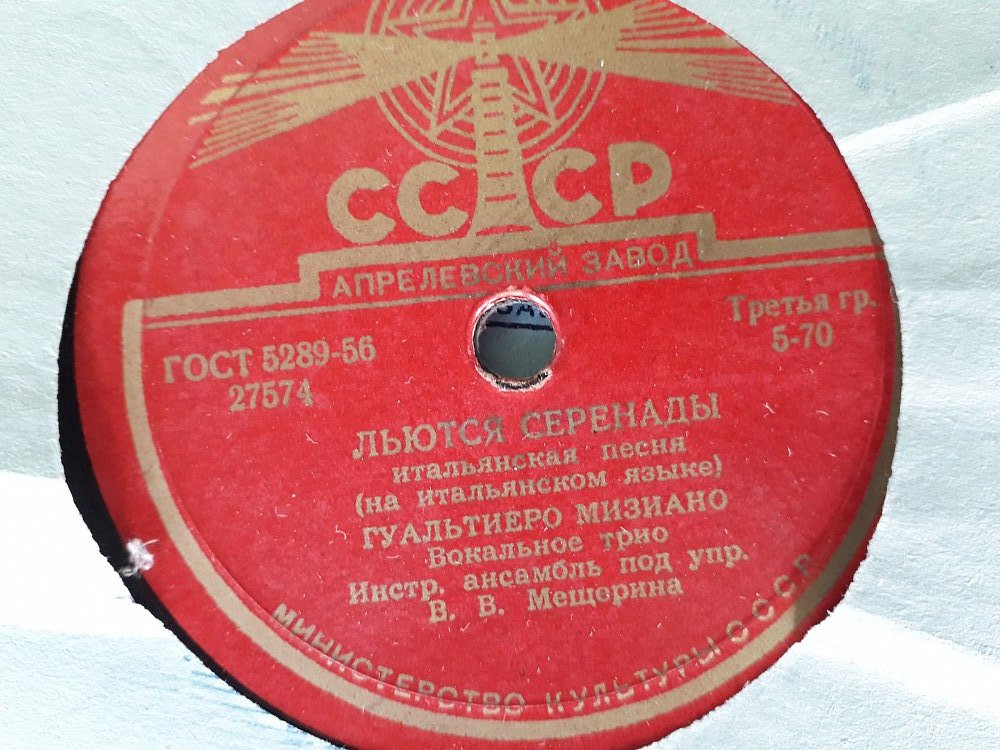 СССР
АПРЕЛЕВСКИЙ ЗАВОД
ГОСТ 5289-56
27574
Третья гр.
5-70
ЛЬЮТСЯ СЕРЕНАДЫ
итальянская песня
(на итальянском языке)
ГУАЛЬТИЕРО МИЗИАНО
Вокальное трио
Инстр. ансамбль под упр.
В. В. Мещерина
МИНИСТЕРСТВО КУЛЬТУРЫ СССР